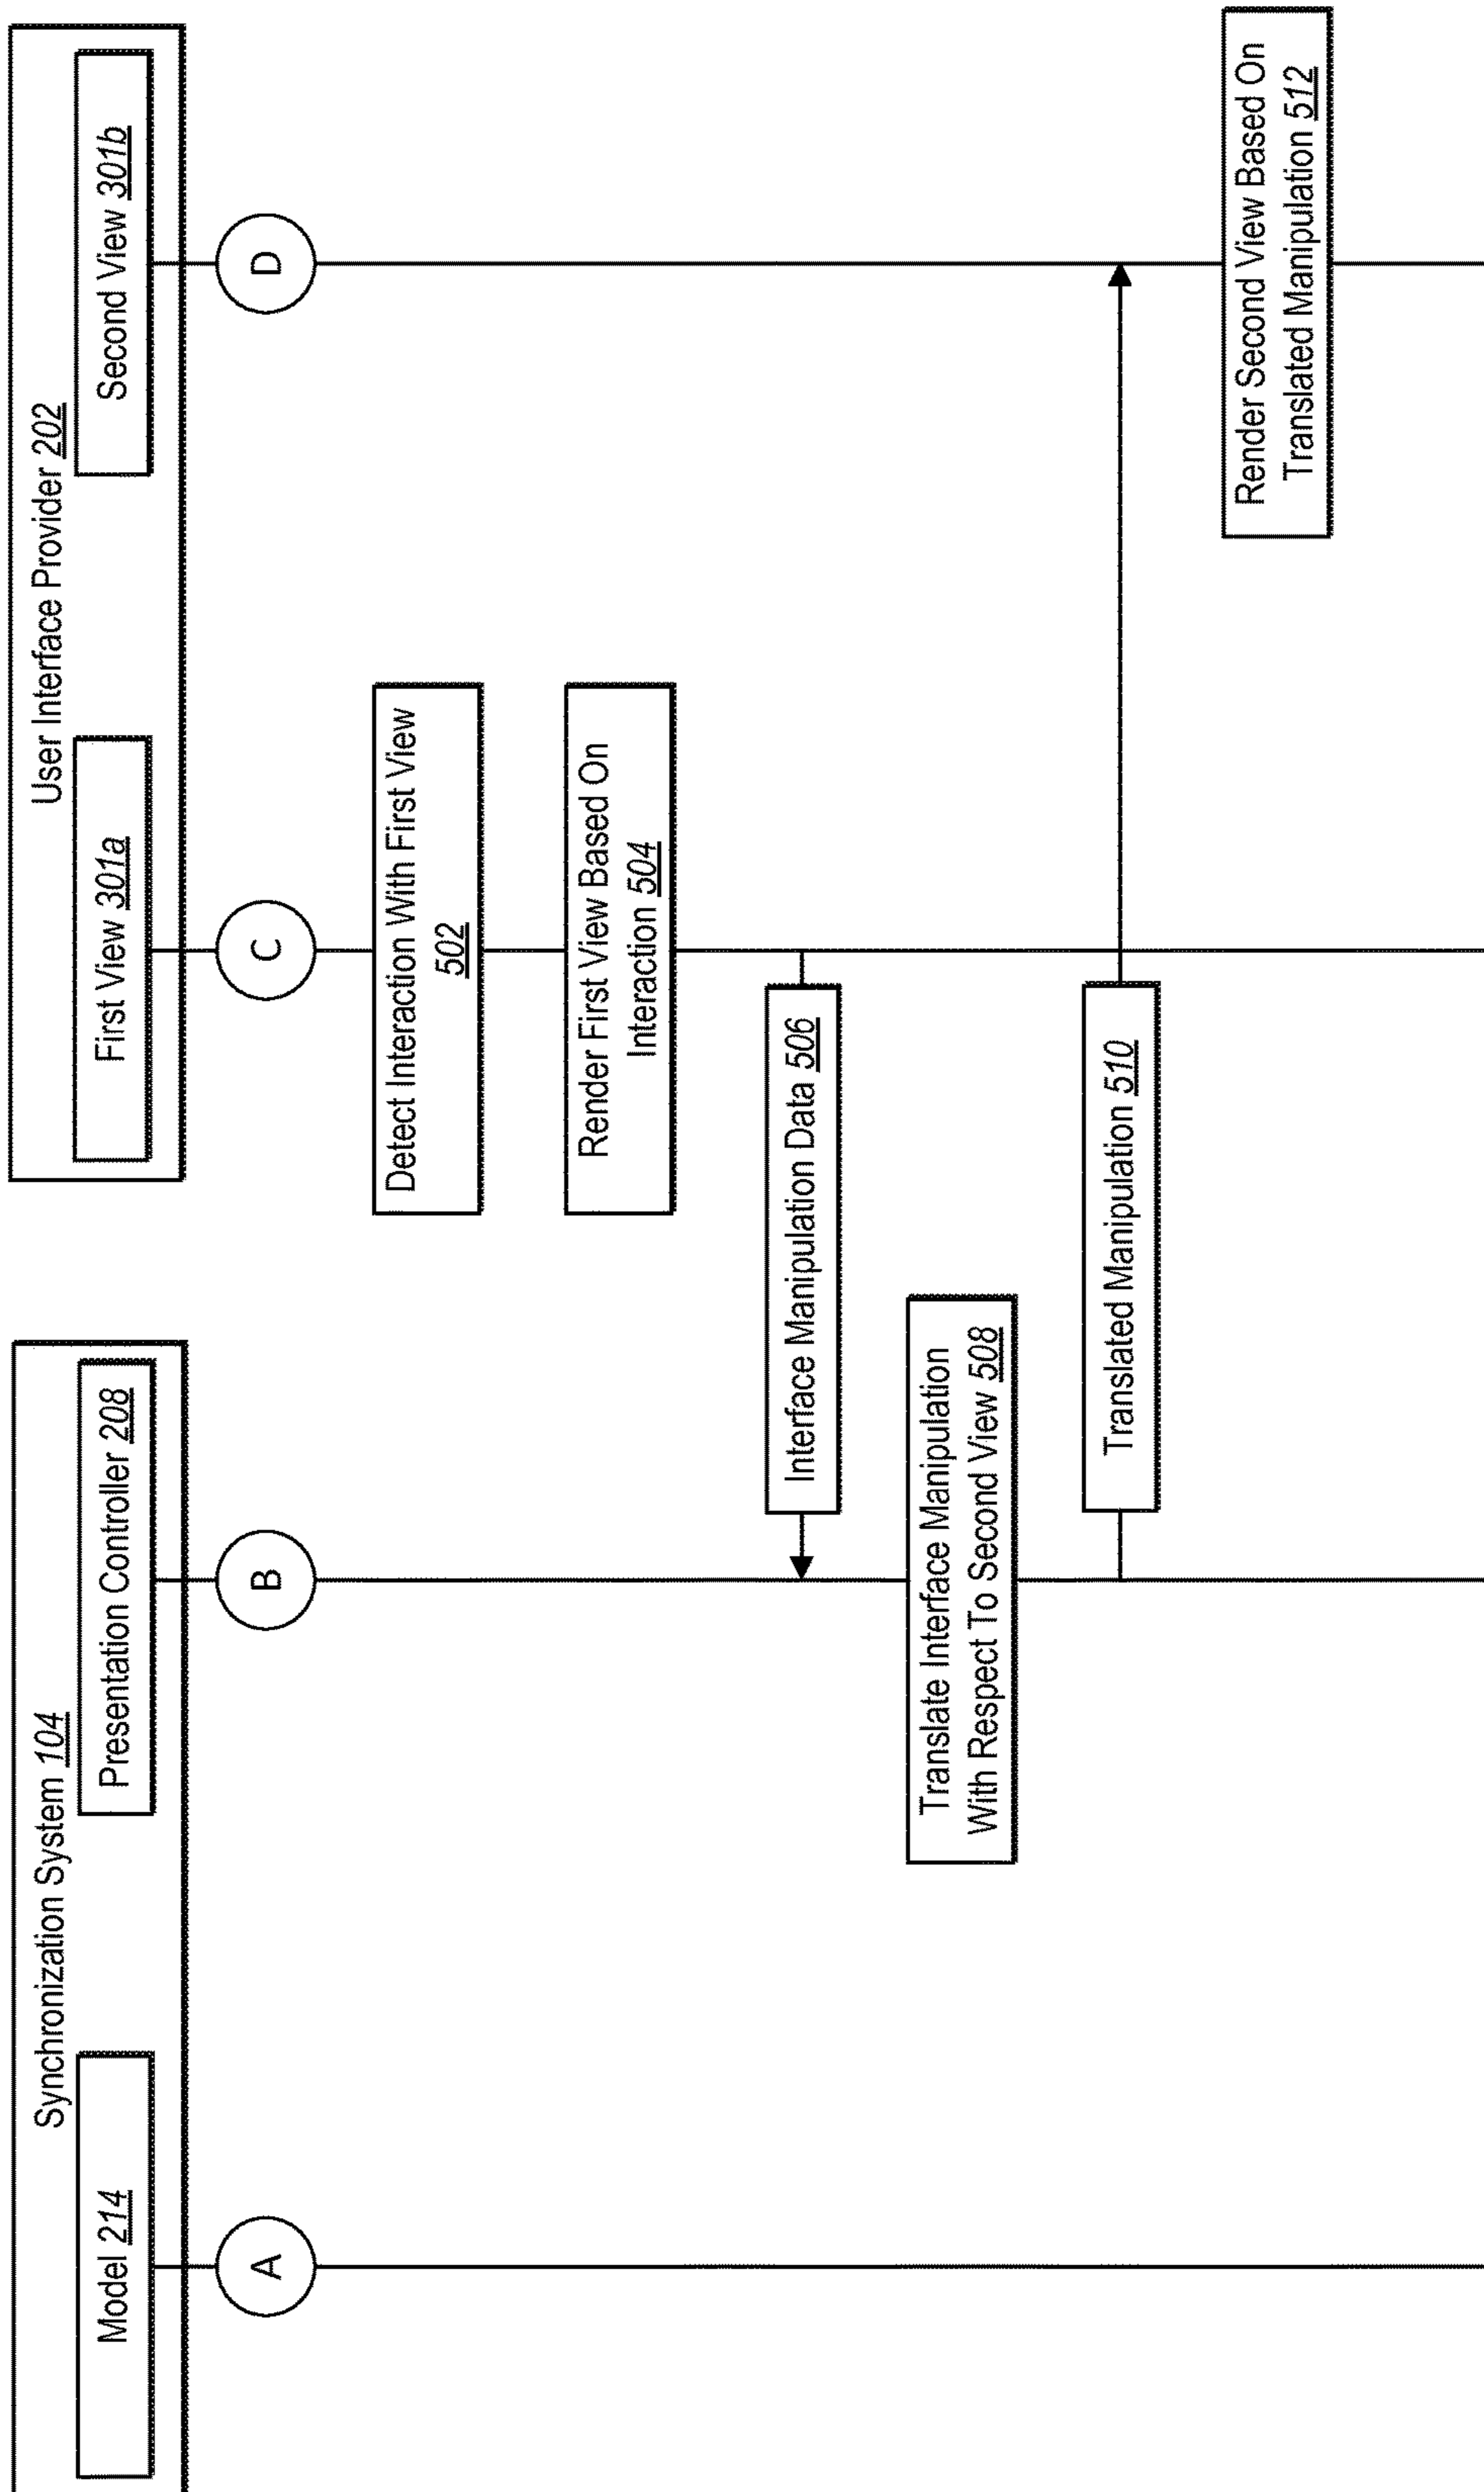 Synchronization System 104
Model 214
Presentation Controller 208
User Interface Provider 202
First View 301a
Second View 301b
A
B
C
D
Detect Interaction With First View
502
Render First View Based On
Interaction 504
Interface Manipulation Data 506
Translate Interface Manipulation
With Respect To Second View 508
Translated Manipulation 510
Render Second View Based On
Translated Manipulation 512